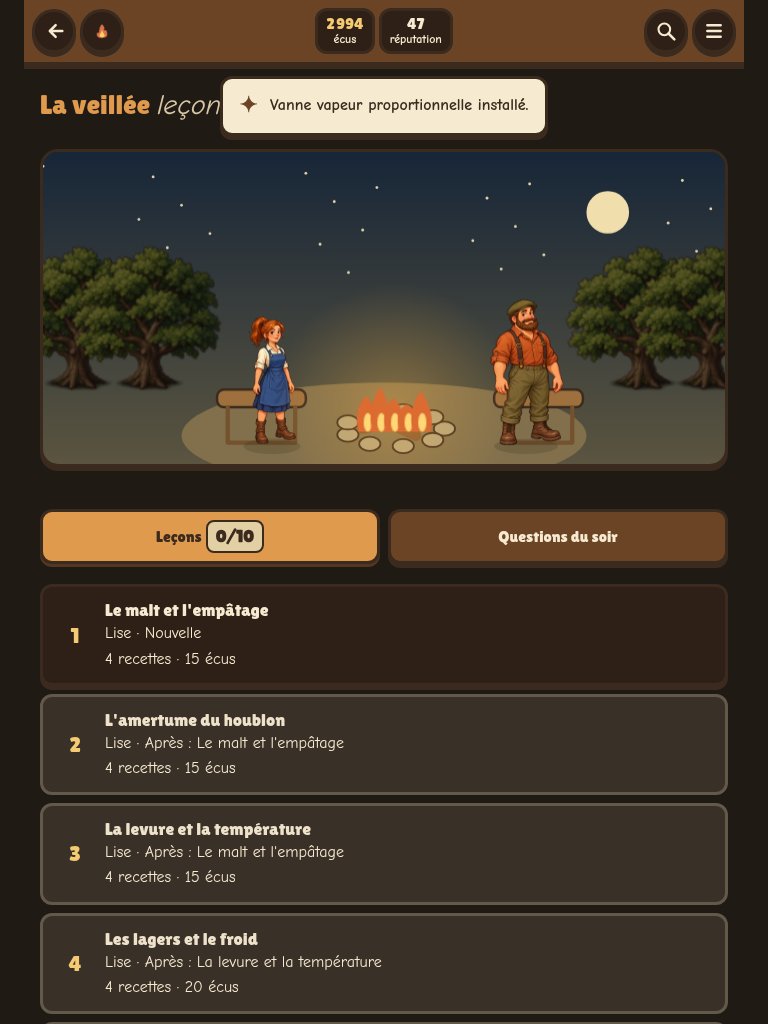 2994
écus
47
réputation
La veillée leçon
Vanne vapeur proportionnelle installé.
Leçons 0/10
Questions du soir
1
Le malt et l'empâtage
Lise · Nouvelle
4 recettes · 15 écus
2
L'amertume du houblon
Lise · Après : Le malt et l'empâtage
4 recettes · 15 écus
3
La levure et la température
Lise · Après : Le malt et l'empâtage
4 recettes · 15 écus
4
Les lagers et le froid
Lise · Après : La levure et la température
4 recettes · 20 écus